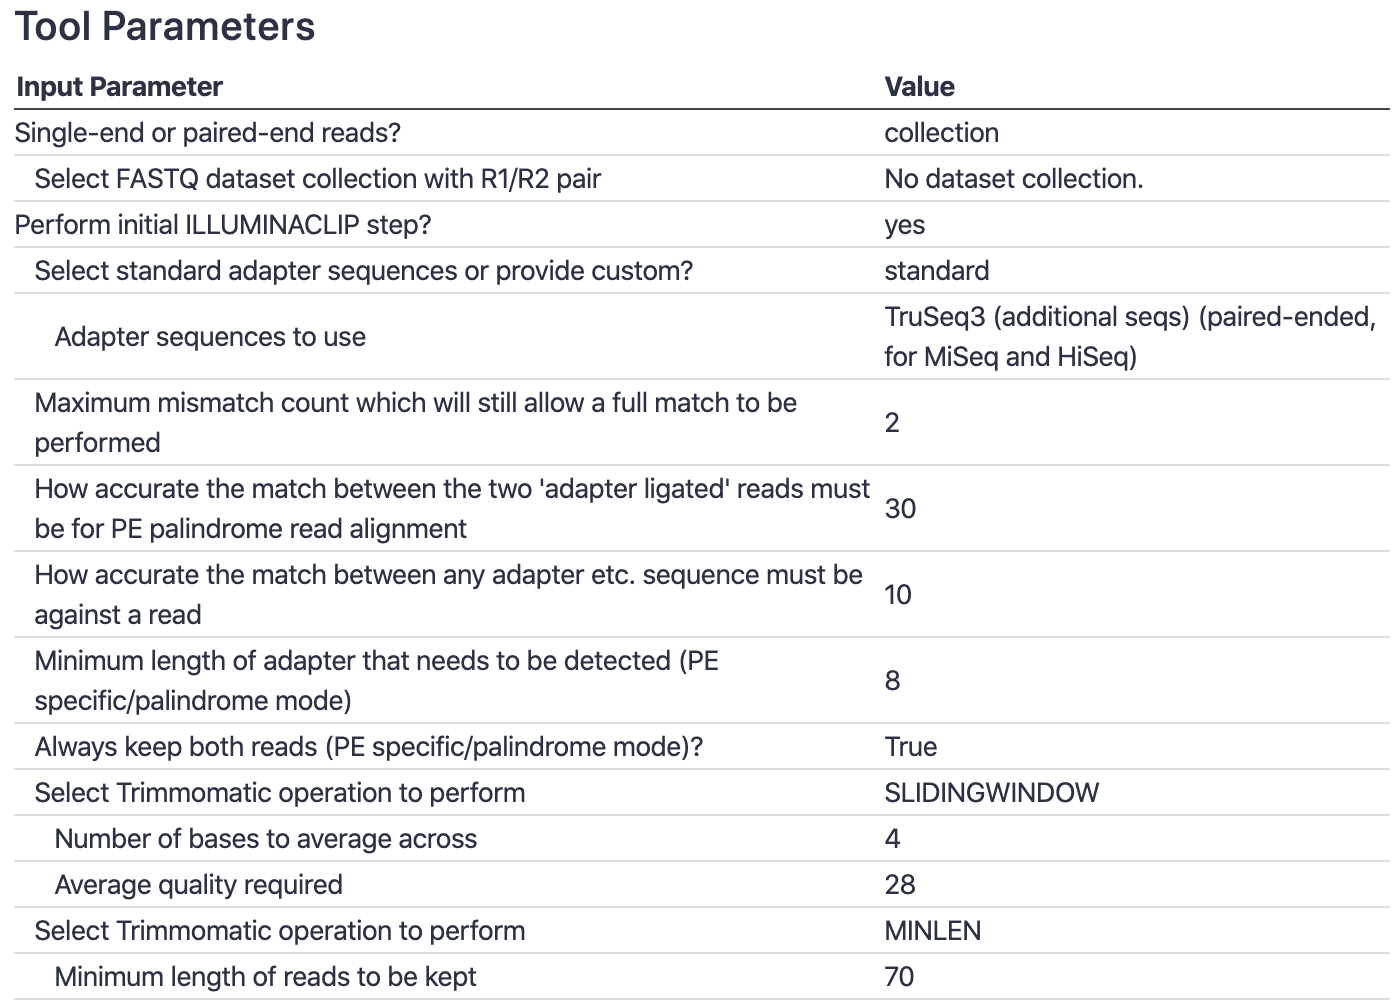 Tool Parameters
Input Parameter Value
Single-end or paired-end reads? collection
Select FASTQ dataset collection with R1/R2 pair No dataset collection.
Perform initial ILLUMINACLIP step? yes
Select standard adapter sequences or provide custom? standard
Adapter sequences to use TruSeq3 (additional seqs) (paired-ended,
for MiSeq and HiSeq)
Maximum mismatch count which will still allow a full match to be
performed 2
How accurate the match between the two 'adapter ligated' reads must
be for PE palindrome read alignment 30
How accurate the match between any adapter etc. sequence must be
against a read 10
Minimum length of adapter that needs to be detected (PE
specific/palindrome mode) 8
Always keep both reads (PE specific/palindrome mode)? True
Select Trimmomatic operation to perform SLIDINGWINDOW
Number of bases to average across 4
Average quality required 28
Select Trimmomatic operation to perform MINLEN
Minimum length of reads to be kept 70